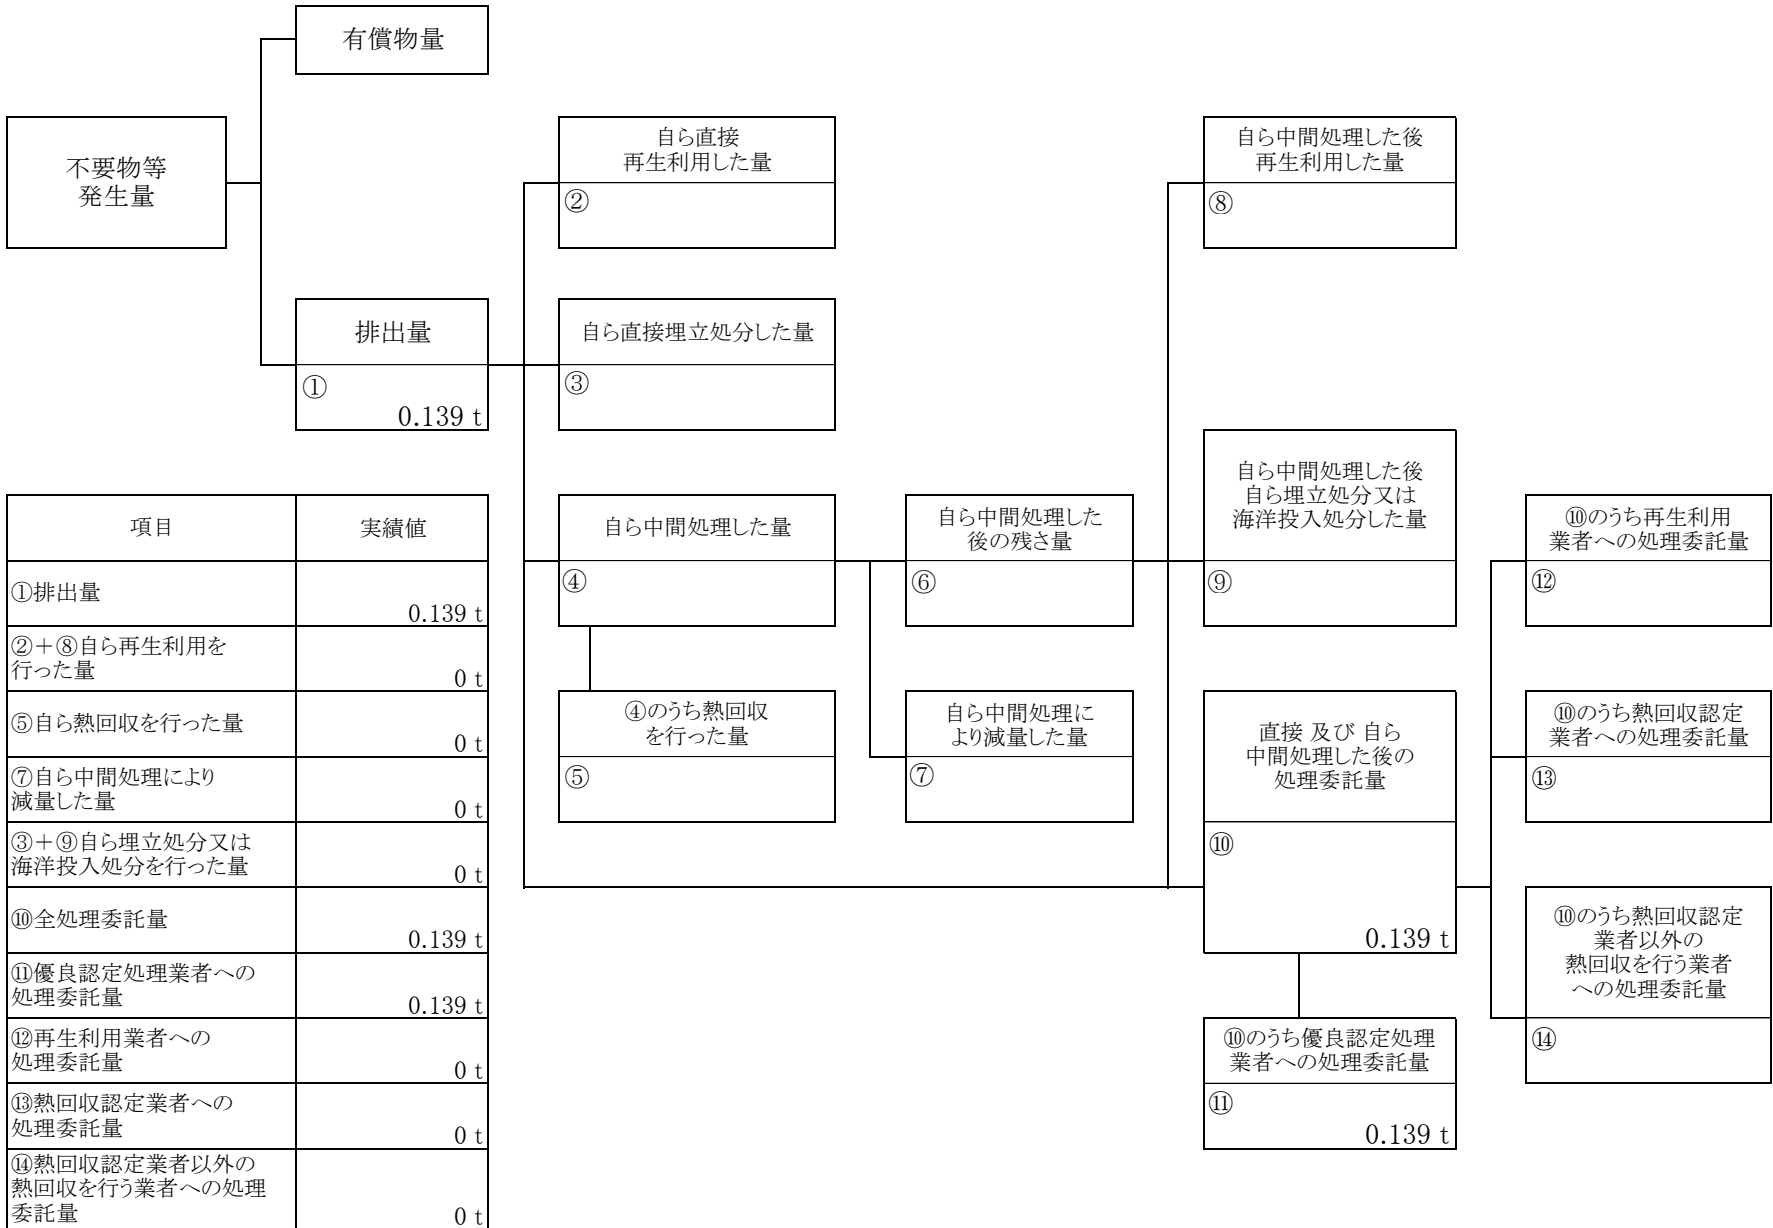 有償物量
不要物等
発生量
自ら直接
再生利用した量
②
自ら中間処理した後
再生利用した量
⑧
排出量
①
0.139 t
自ら直接埋立処分した量
③
自ら中間処理した後
自ら埋立処分又は
海洋投入処分した量
⑨
自ら中間処理した量
④
自ら中間処理した
後の残さ量
⑥
⑩のうち再生利用
業者への処理委託量
⑫
④のうち熱回収
を行った量
⑤
自ら中間処理に
より減量した量
⑦
直接 及び 自ら
中間処理した後の
処理委託量
⑩
0.139 t
⑩のうち熱回収認定
業者への処理委託量
⑬
⑩のうち熱回収認定
業者以外の
熱回収を行う業者
への処理委託量
⑭
⑩のうち優良認定処理
業者への処理委託量
⑪
0.139 t
項目 実績値
①排出量
0.139 t
②+⑧自ら再生利用を
行った量
0 t
⑤自ら熱回収を行った量
0 t
⑦自ら中間処理により
減量した量
0 t
③+⑨自ら埋立処分又は
海洋投入処分を行った量
0 t
⑩全処理委託量
0.139 t
⑪優良認定処理業者への
処理委託量
0.139 t
⑫再生利用業者への
処理委託量
0 t
⑬熱回収認定業者への
処理委託量
0 t
⑭熱回収認定業者以外の
熱回収を行う業者への処理
委託量
0 t